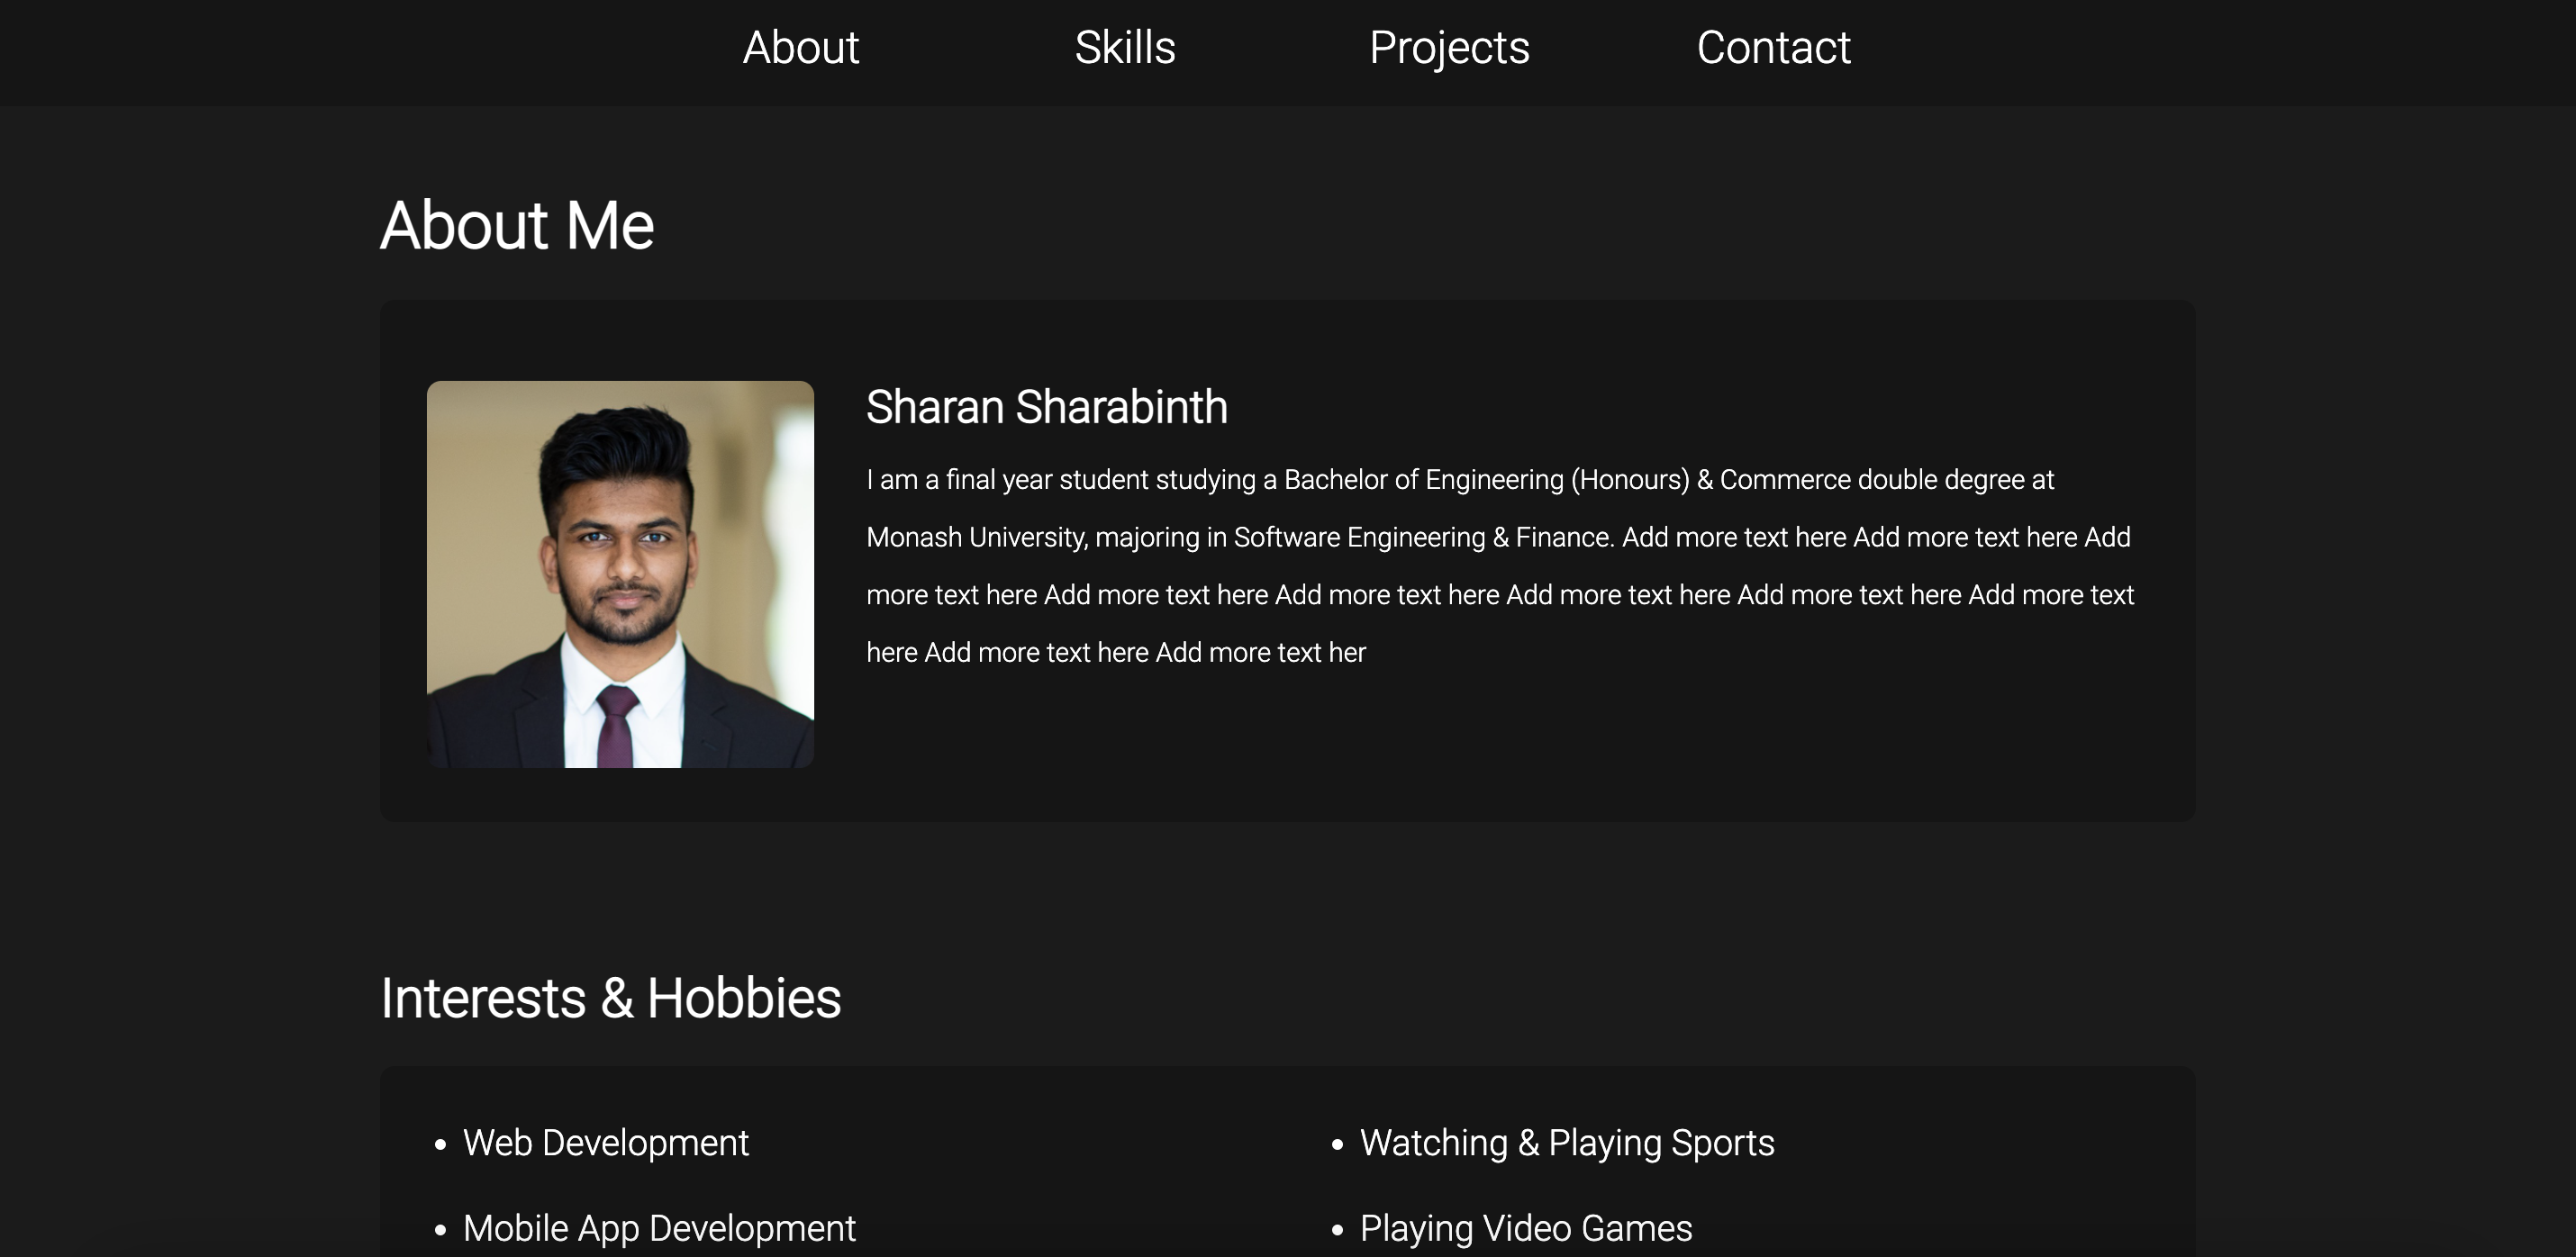 About Skills Projects Contact
About Me
Sharan Sharabinth
I am a final year student studying a Bachelor of Engineering (Honours) & Commerce double degree at
Monash University, majoring in Software Engineering & Finance. Add more text here Add more text here Add
more text here Add more text here Add more text here Add more text here Add more text here Add more text
here Add more text here Add more text her
Interests & Hobbies
• Web Development
• Watching & Playing Sports
• Mobile App Development
• Playing Video Games